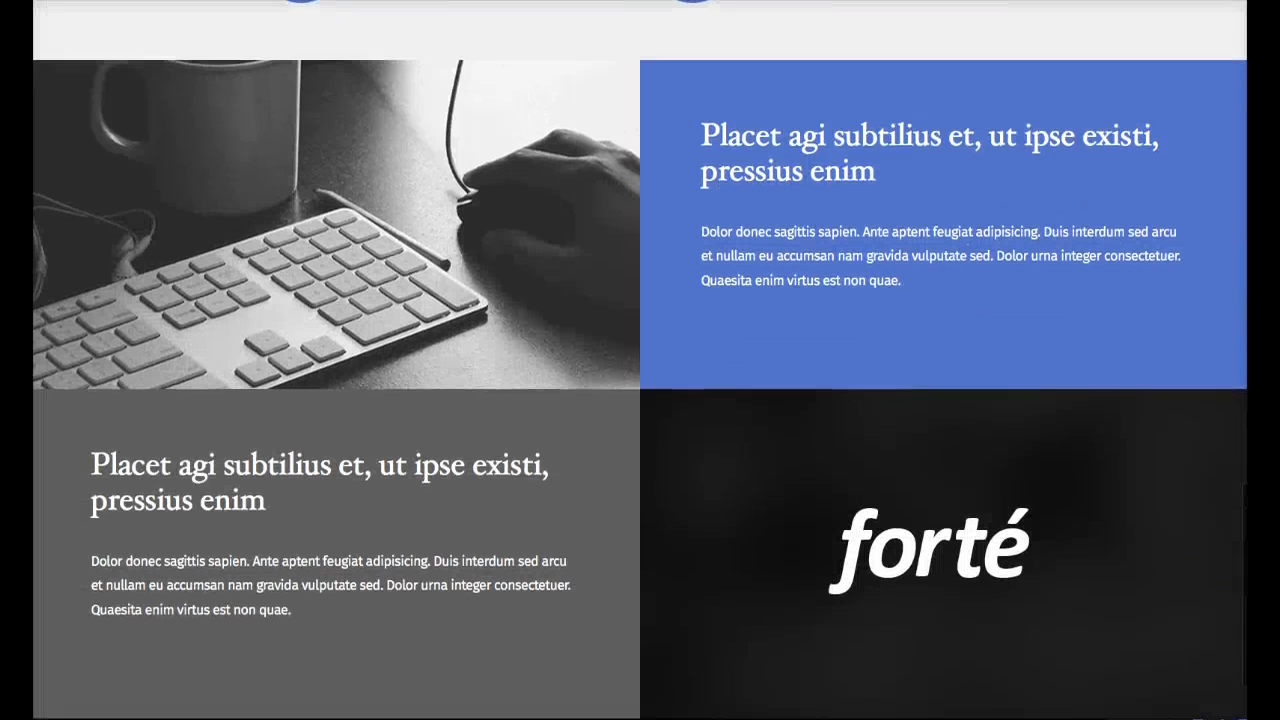 Placet agi subtilius et, ut ipse existi,
pressius enim
Dolor donec sagittis sapien. Ante aptent feugiat adipisicing. Duis interdum sed arcu
et nullam eu accumsan nam gravida vulputate sed. Dolor urna integer consectetuer.
Quaesita enim virtus est non quae.
Placet agi subtilius et, ut ipse existi,
pressius enim
Dolor donec sagittis sapien. Ante aptent feugiat adipisicing. Duis interdum sed arcu
et nullam eu accumsan nam gravida vulputate sed. Dolor urna integer consectetuer.
Quaesita enim virtus est non quae.
forté